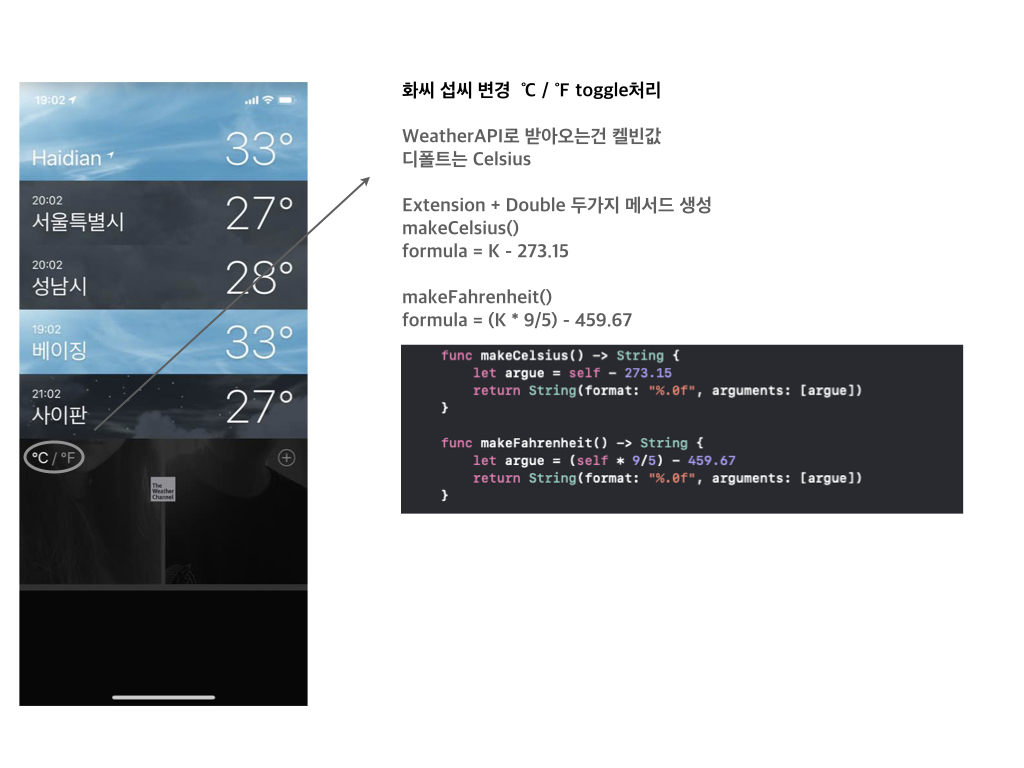 19:02
Haidian
33°
20:02
서울특별시
27°
20:02
성남시
28°
19:02
베이징
33°
21:02
사이판
27°
°C / °F
The
Weather
Channel
화씨 섭씨 변경 ℃ / ℉ toggle처리
WeatherAPI로 받아오는건 켈빈값
디폴트는 Celsius
Extension + Double 두가지 메서드 생성
makeCelsius()
formula = K - 273.15
makeFahrenheit()
formula = (K * 9/5) - 459.67
func makeCelsius() -> String {
let argue = self - 273.15
return String(format: "%.0f", arguments: [argue])
}
func makeFahrenheit() -> String {
let argue = (self * 9/5) - 459.67
return String(format: "%.0f", arguments: [argue])
}